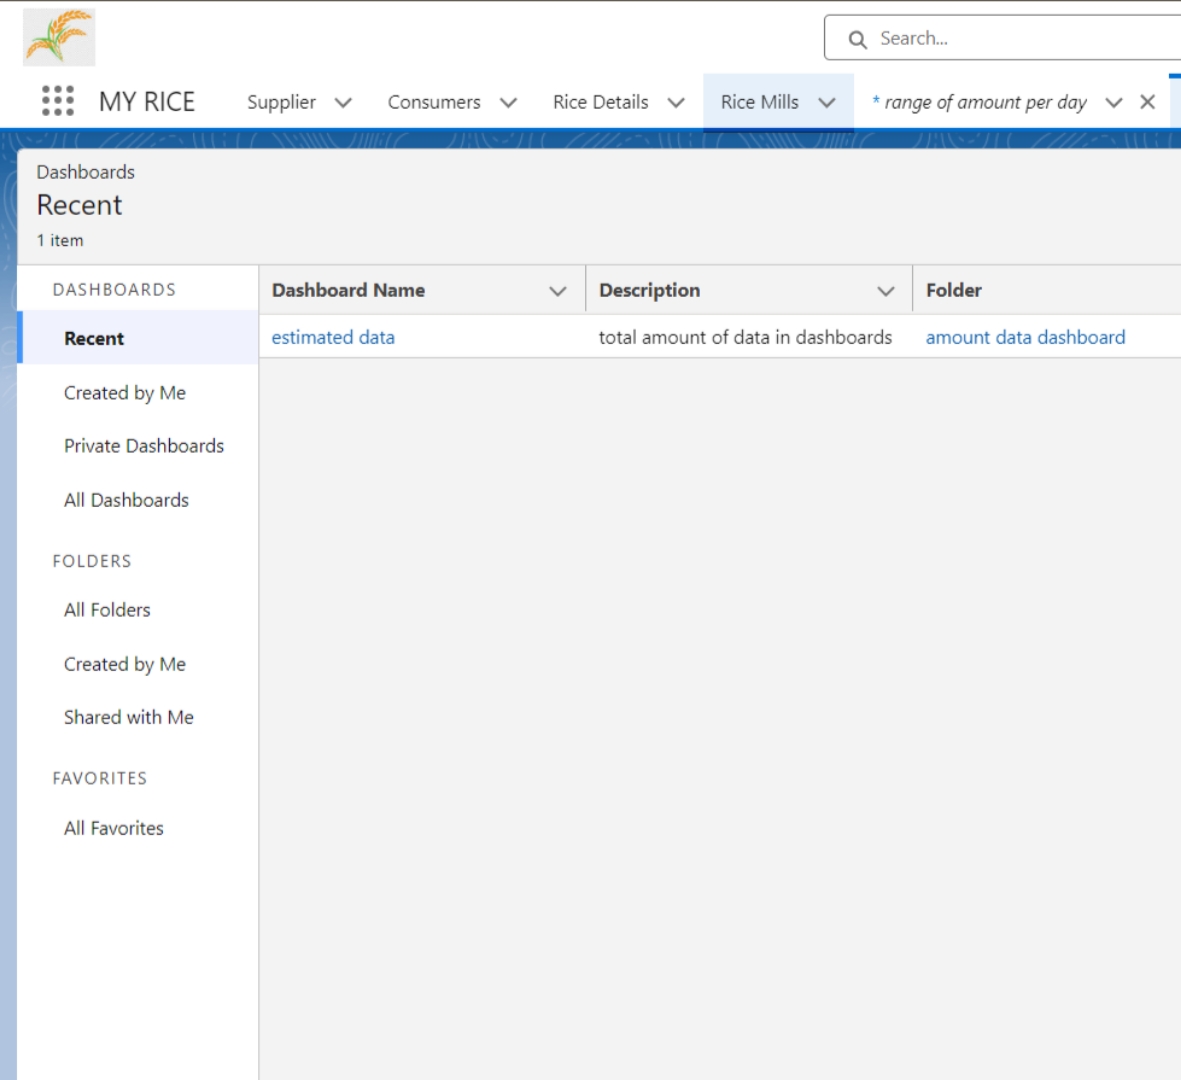 Search...
MY RICE Supplier Consumers Rice Details Rice Mills * range of amount per day
Dashboards
Recent
1 item
DASHBOARDS
Recent
Created by Me
Private Dashboards
All Dashboards
FOLDERS
All Folders
Created by Me
Shared with Me
FAVORITES
All Favorites
Dashboard Name Description Folder
estimated data total amount of data in dashboards amount data dashboard